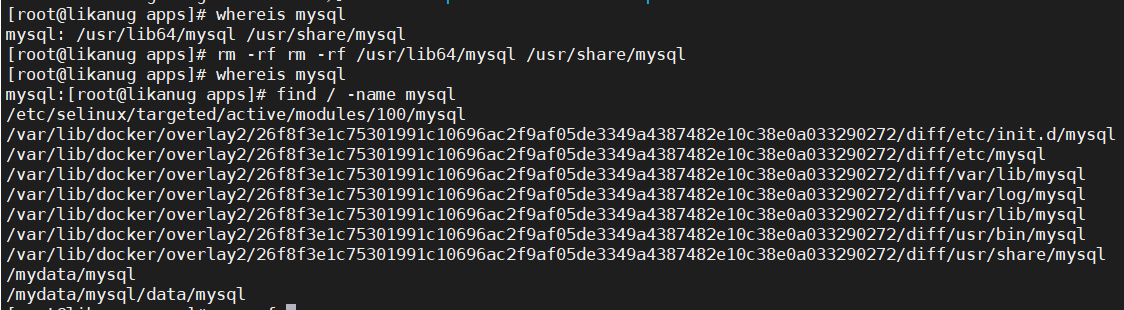 [root@likanug apps]# whereis mysql
mysql: /usr/lib64/mysql /usr/share/mysql
[root@likanug apps]# rm -rf rm -rf /usr/lib64/mysql /usr/share/mysql
[root@likanug apps]# whereis mysql
mysql:[root@likanug apps]# find / -name mysql
/etc/selinux/targeted/active/modules/100/mysql
/var/lib/docker/overlay2/26f8f3e1c75301991c10696ac2f9af05de3349a4387482e10c38e0a033290272/diff/etc/init.d/mysql
/var/lib/docker/overlay2/26f8f3e1c75301991c10696ac2f9af05de3349a4387482e10c38e0a033290272/diff/etc/mysql
/var/lib/docker/overlay2/26f8f3e1c75301991c10696ac2f9af05de3349a4387482e10c38e0a033290272/diff/var/lib/mysql
/var/lib/docker/overlay2/26f8f3e1c75301991c10696ac2f9af05de3349a4387482e10c38e0a033290272/diff/var/log/mysql
/var/lib/docker/overlay2/26f8f3e1c75301991c10696ac2f9af05de3349a4387482e10c38e0a033290272/diff/usr/lib/mysql
/var/lib/docker/overlay2/26f8f3e1c75301991c10696ac2f9af05de3349a4387482e10c38e0a033290272/diff/usr/bin/mysql
/var/lib/docker/overlay2/26f8f3e1c75301991c10696ac2f9af05de3349a4387482e10c38e0a033290272/diff/usr/share/mysql
/mydata/mysql
/mydata/mysql/data/mysql